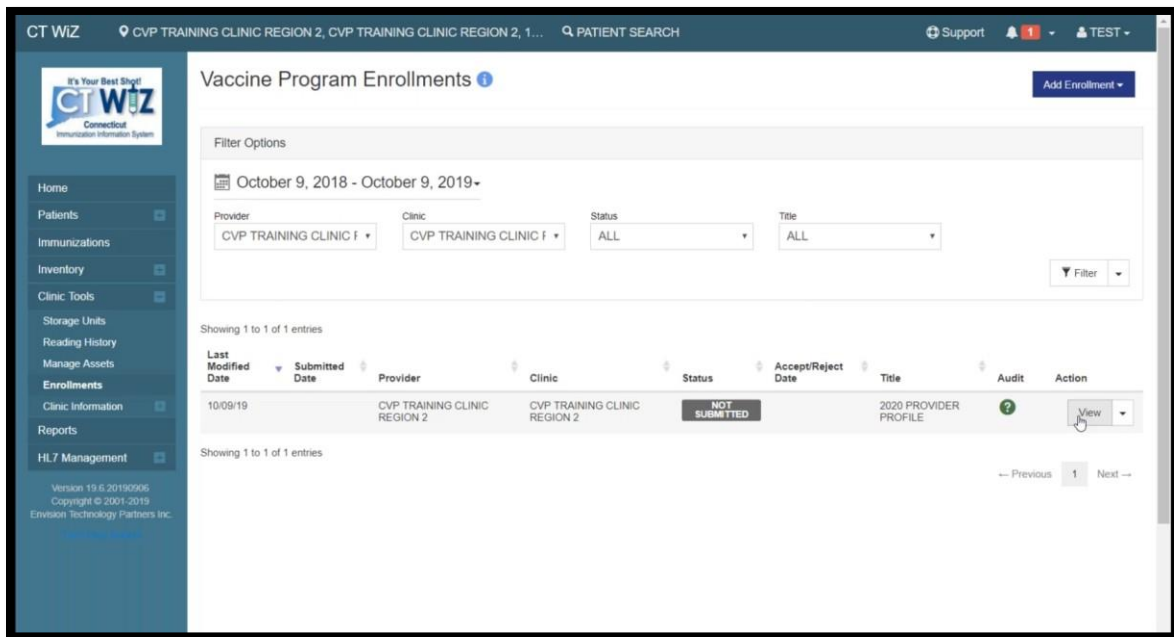 CT WiZ
CVP TRAINING CLINIC REGION 2, CVP TRAINING CLINIC REGION 2, 1...
PATIENT SEARCH
Support
1
TEST
It's Your Best Shot!
CT WiZ
Connecticut
Immunization Information System
Home
Patients
Immunizations
Inventory
Clinic Tools
Storage Units
Reading History
Manage Assets
Enrollments
Clinic Information
Reports
HL7 Management
Version 19.6.20190906
Copyright © 2001-2019
Envision Technology Partners Inc.
Vaccine Program Enrollments
Add Enrollment
Filter Options
October 9, 2018 - October 9, 2019
Provider
CVP TRAINING CLINIC
Clinic
CVP TRAINING CLINIC
Status
ALL
Title
ALL
Filter
Showing 1 to 1 of 1 entries
Last Modified Date
Submitted Date
Provider
Clinic
Status
Accept/Reject Date
Title
Audit
Action
10/09/19
CVP TRAINING CLINIC
REGION 2
CVP TRAINING CLINIC
REGION 2
NOT
SUBMITTED
2020 PROVIDER
PROFILE
?
View
Showing 1 to 1 of 1 entries
← Previous 1 Next →